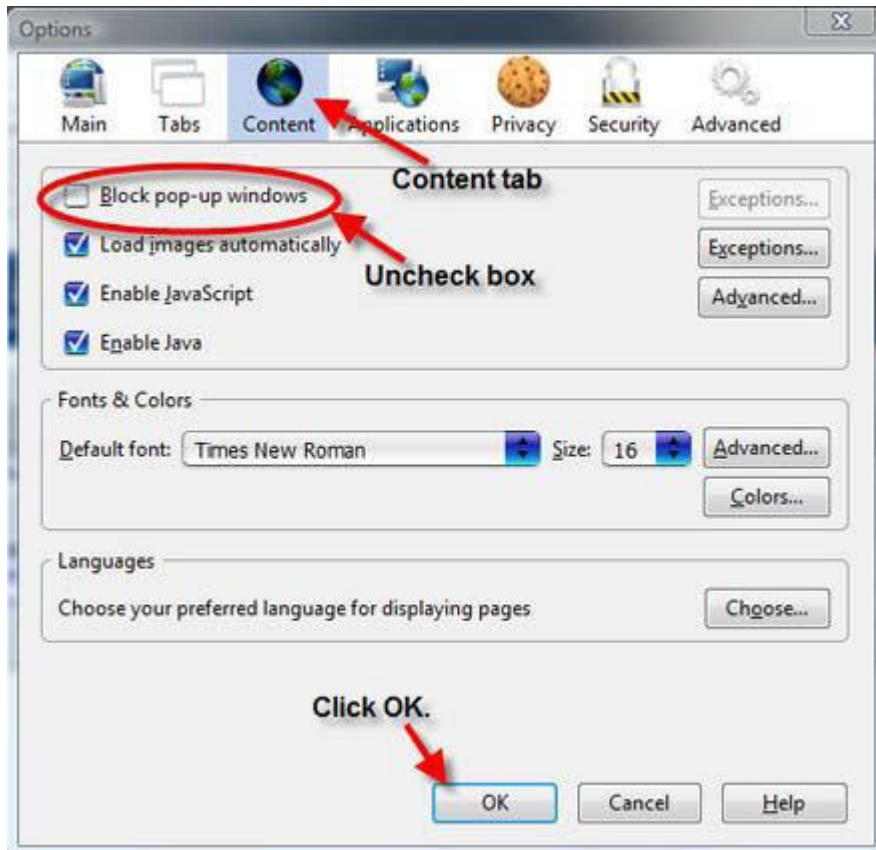 Options
Main Tabs Content Applications Privacy Security Advanced
Content tab
Block pop-up windows Exceptions...
Load images automatically Exceptions...
Uncheck box
Enable JavaScript Advanced...
Enable Java
Fonts & Colors
Default font: Times New Roman Size: 16 Advanced...
Colors...
Languages
Choose your preferred language for displaying pages Choose...
Click OK.
OK Cancel Help